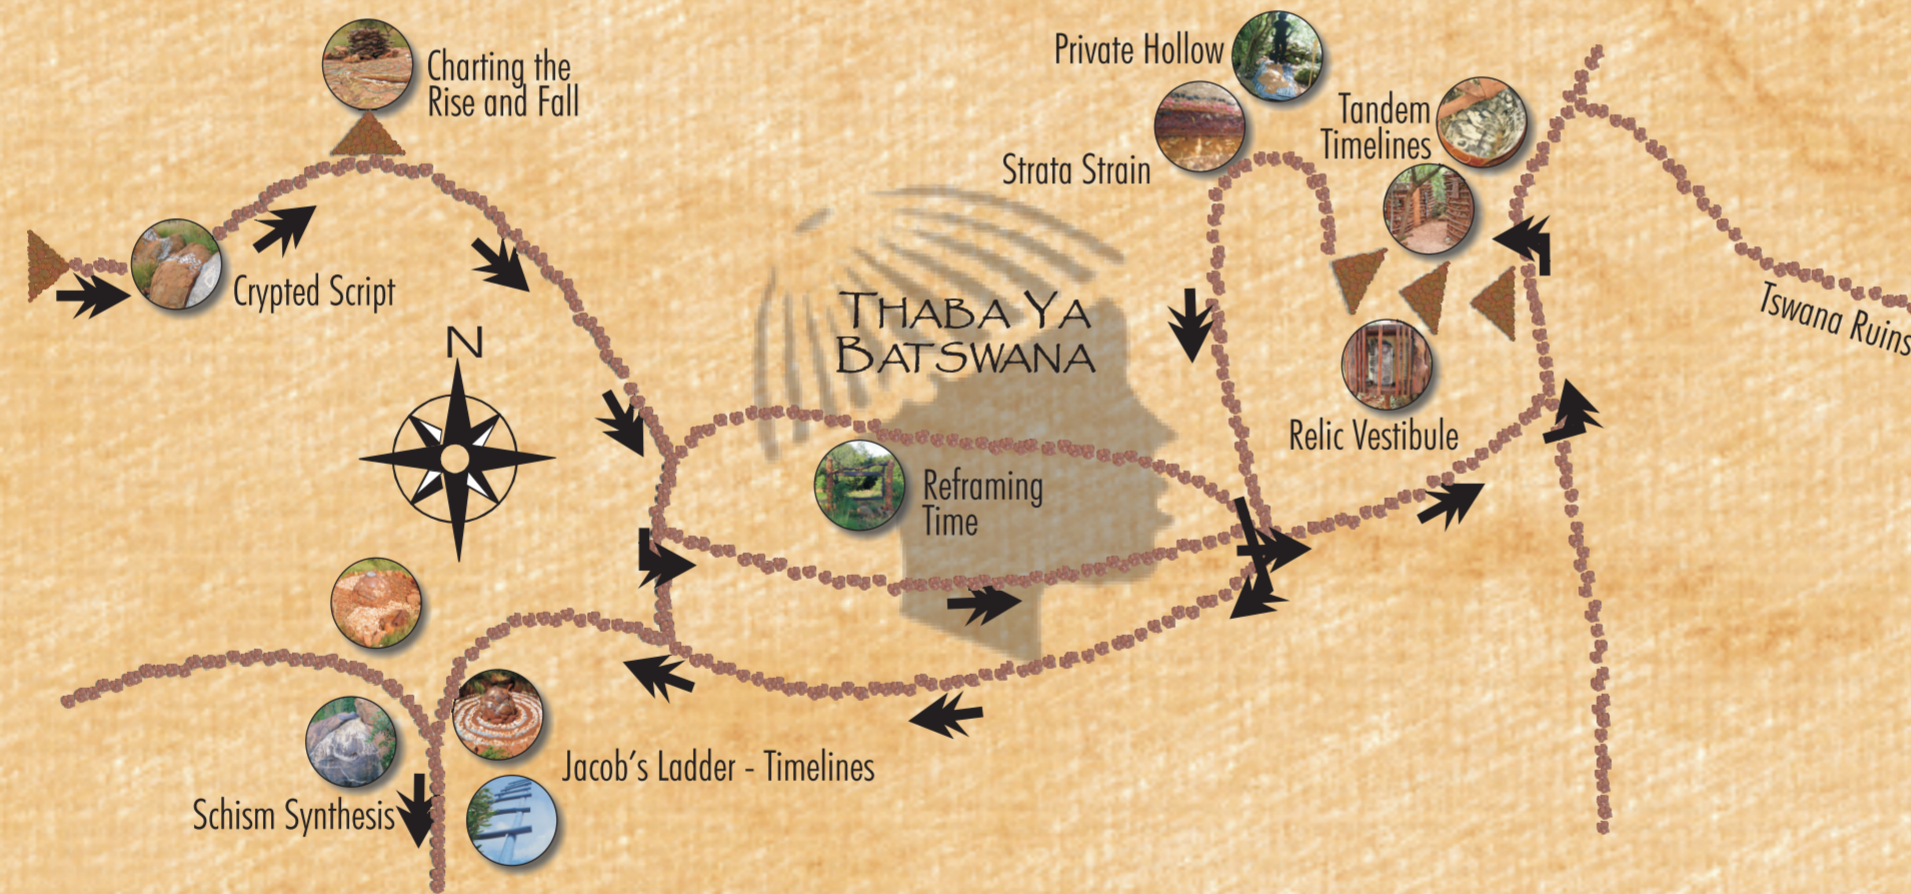 Charting the
Rise and Fall
Private Hollow
Tandem
Timelines
Strata Strain
Crypted Script
Tswana Ruins
N
THABA YA
BATSWANA
Relic Vestibule
Reframing
Time
Jacob's Ladder - Timelines
Schism Synthesis